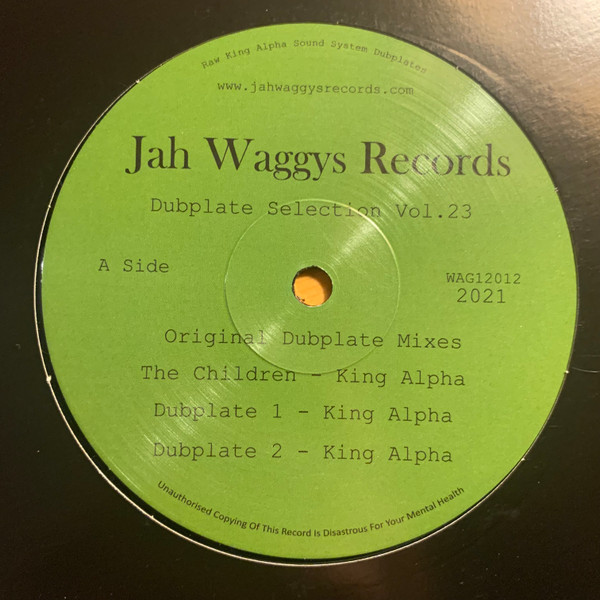 Raw King Alpha Sound System Dubplates
www.jahwaggysrecords.com
Jah Waggys Records
Dubplate Selection Vol.23
A Side
WAG12012
2021
Original Dubplate Mixes
The Children - King Alpha
Dubplate 1 - King Alpha
Dubplate 2 - King Alpha
Unauthorised Copying Of This Record Is Disastrous For Your Mental Health